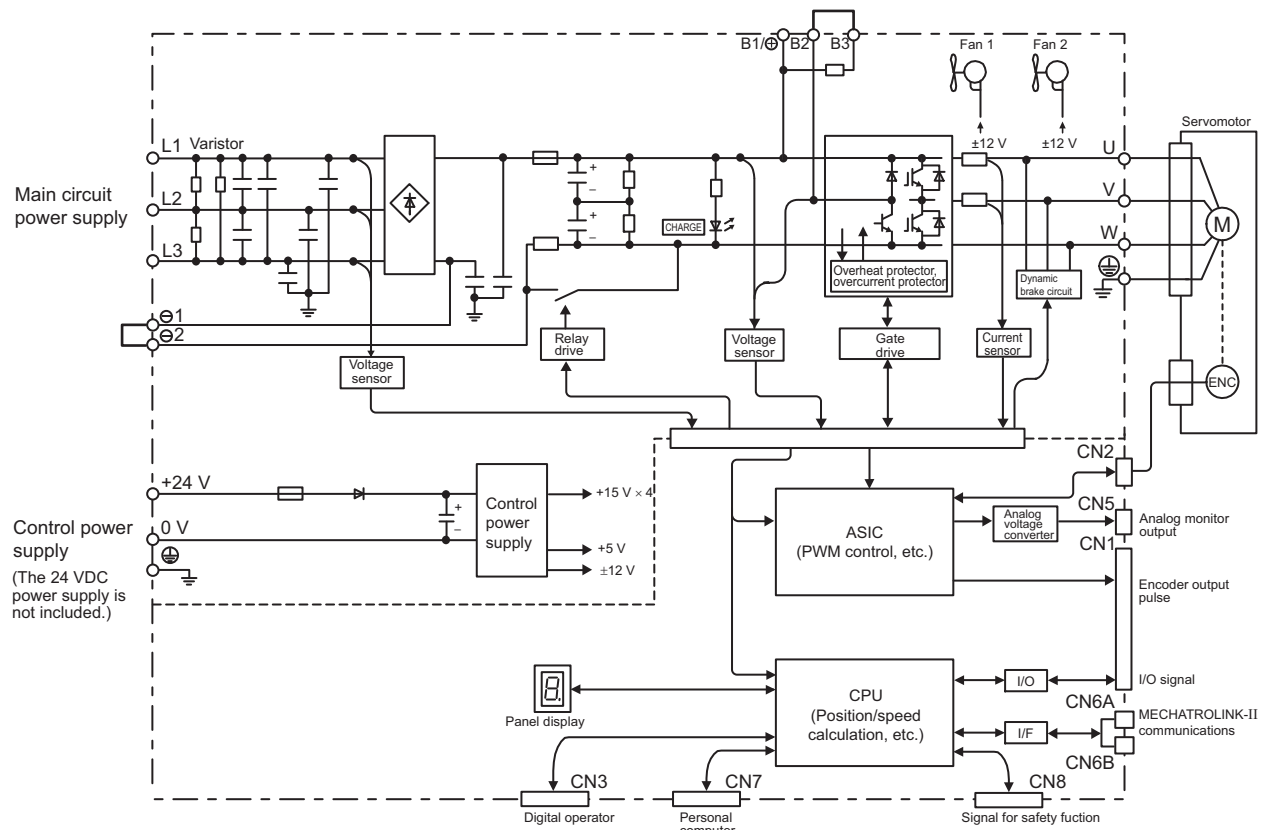 B1/⊕ B2 B3
Fan 1
Fan 2
±12 V
±12 V
Servomotor
Main circuit
power supply
L1
Varistor
L2
L3
⊖1
⊖2
+
–
+
–
CHARGE
Overheat protector,
overcurrent protector
U
V
W
M
Dynamic
brake circuit
Voltage
sensor
Relay
drive
Voltage
sensor
Gate
drive
Current
sensor
ENC
Control power
supply
(The 24 VDC
power supply is
not included.)
+24 V
0 V
+
–
Control
power
supply
+15 V × 4
+5 V
±12 V
ASIC
(PWM control, etc.)
Analog
voltage
converter
CN2
CN5
Analog monitor
output
CN1
Encoder output
pulse
I/O signal
Panel display
CPU
(Position/speed
calculation, etc.)
I/O
I/F
CN6A
MECHATROLINK-II
communications
CN6B
CN3
CN7
CN8
Digital operator
Personal
computer
Signal for safety fuction